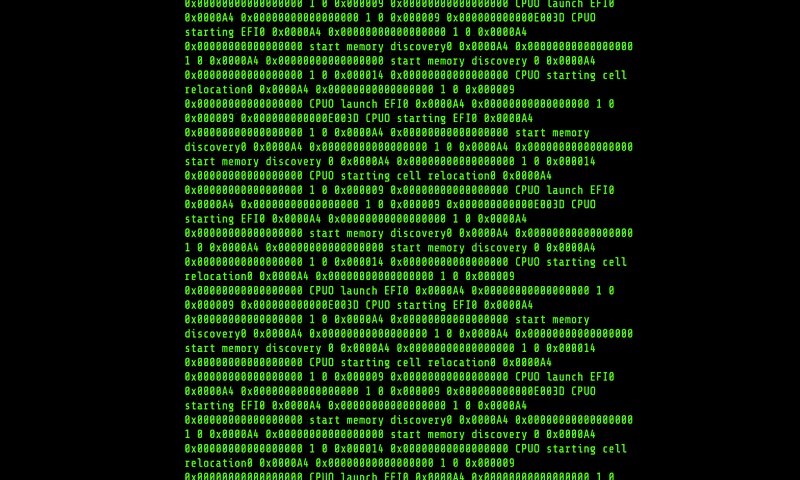 0x0000000000000000 1 0 0x000009 0x0000000000000000 CPU0 launch EFI0
0x0000A4 0x0000000000000000 1 0 0x000009 0x000000000000E003D CPU0
starting EFI0 0x0000A4 0x0000000000000000 1 0 0x0000A4
0x0000000000000000 start memory discovery0 0x0000A4 0x0000000000000000
1 0 0x0000A4 0x0000000000000000 start memory discovery 0 0x0000A4
0x0000000000000000 1 0 0x000014 0x0000000000000000 CPU0 starting cell
relocation0 0x0000A4 0x0000000000000000 1 0 0x000009
0x0000000000000000 CPU0 launch EFI0 0x0000A4 0x0000000000000000 1 0
0x000009 0x000000000000E003D CPU0 starting EFI0 0x0000A4
0x0000000000000000 1 0 0x0000A4 0x0000000000000000 start memory
discovery0 0x0000A4 0x0000000000000000 1 0 0x0000A4 0x0000000000000000
start memory discovery 0 0x0000A4 0x0000000000000000 1 0 0x000014
0x0000000000000000 CPU0 starting cell relocation0 0x0000A4
0x0000000000000000 1 0 0x000009 0x0000000000000000 CPU0 launch EFI0
0x0000A4 0x0000000000000000 1 0 0x000009 0x000000000000E003D CPU0
starting EFI0 0x0000A4 0x0000000000000000 1 0 0x0000A4
0x0000000000000000 start memory discovery0 0x0000A4 0x0000000000000000
1 0 0x0000A4 0x0000000000000000 start memory discovery 0 0x0000A4
0x0000000000000000 1 0 0x000014 0x0000000000000000 CPU0 starting cell
relocation0 0x0000A4 0x0000000000000000 1 0 0x000009
0x0000000000000000 CPU0 launch EFI0 0x0000A4 0x0000000000000000 1 0
0x000009 0x000000000000E003D CPU0 starting EFI0 0x0000A4
0x0000000000000000 1 0 0x0000A4 0x0000000000000000 start memory
discovery0 0x0000A4 0x0000000000000000 1 0 0x0000A4 0x0000000000000000
start memory discovery 0 0x0000A4 0x0000000000000000 1 0 0x000014
0x0000000000000000 CPU0 starting cell relocation0 0x0000A4
0x0000000000000000 1 0 0x000009 0x0000000000000000 CPU0 launch EFI0
0x0000A4 0x0000000000000000 1 0 0x000009 0x000000000000E003D CPU0
starting EFI0 0x0000A4 0x0000000000000000 1 0 0x0000A4
0x0000000000000000 start memory discovery0 0x0000A4 0x0000000000000000
1 0 0x0000A4 0x0000000000000000 start memory discovery 0 0x0000A4
0x0000000000000000 1 0 0x000014 0x0000000000000000 CPU0 starting cell
relocation0 0x0000A4 0x0000000000000000 1 0 0x000009
0x0000000000000000 CPU0 launch EFI0 0x0000A4 0x0000000000000000 1 0